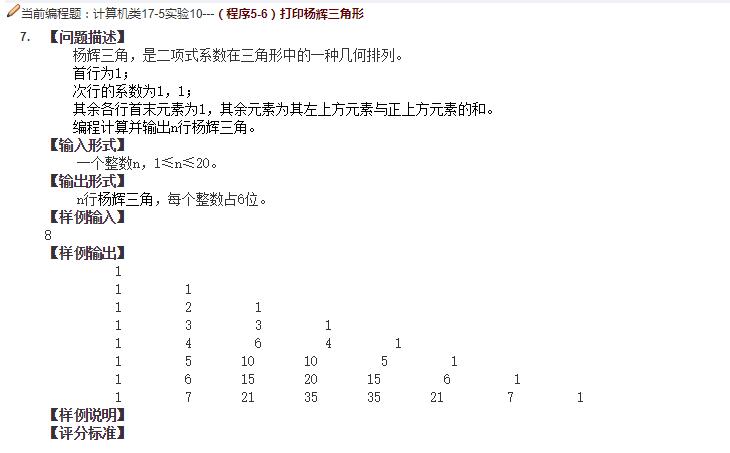 当前编程题：计算机类17-5实验10---（程序5-6）打印杨辉三角形
7. 【问题描述】
杨辉三角，是二项式系数在三角形中的一种几何排列。
首行为1；
次行的系数为1，1；
其余各行首末元素为1，其余元素为其左上方元素与正上方元素的和。
编程计算并输出n行杨辉三角。
【输入形式】
一个整数n，1≤n≤20。
【输出形式】
n行杨辉三角，每个整数占6位。
【样例输入】
8
【样例输出】
1
1 1
1 2 1
1 3 3 1
1 4 6 4 1
1 5 10 10 5 1
1 6 15 20 15 6 1
1 7 21 35 35 21 7 1
【样例说明】
【评分标准】